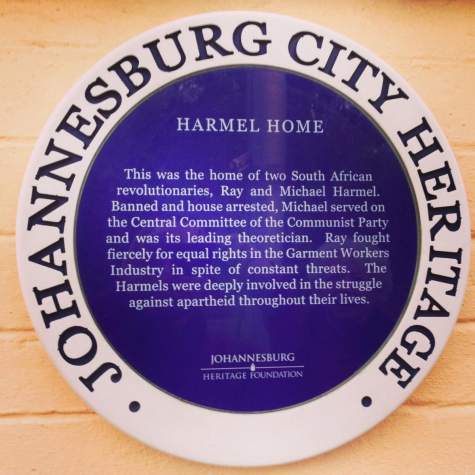 JOHANNESBURG CITY HERITAGE
HARMEL HOME
This was the home of two South African
revolutionaries, Ray and Michael Harmel.
Banned and house arrested, Michael served on
the Central Committee of the Communist Party
and was its leading theoretician. Ray fought
fiercely for equal rights in the Garment Workers
Industry in spite of constant threats. The
Harmels were deeply involved in the struggle
against apartheid throughout their lives.
JOHANNESBURG
HERITAGE FOUNDATION